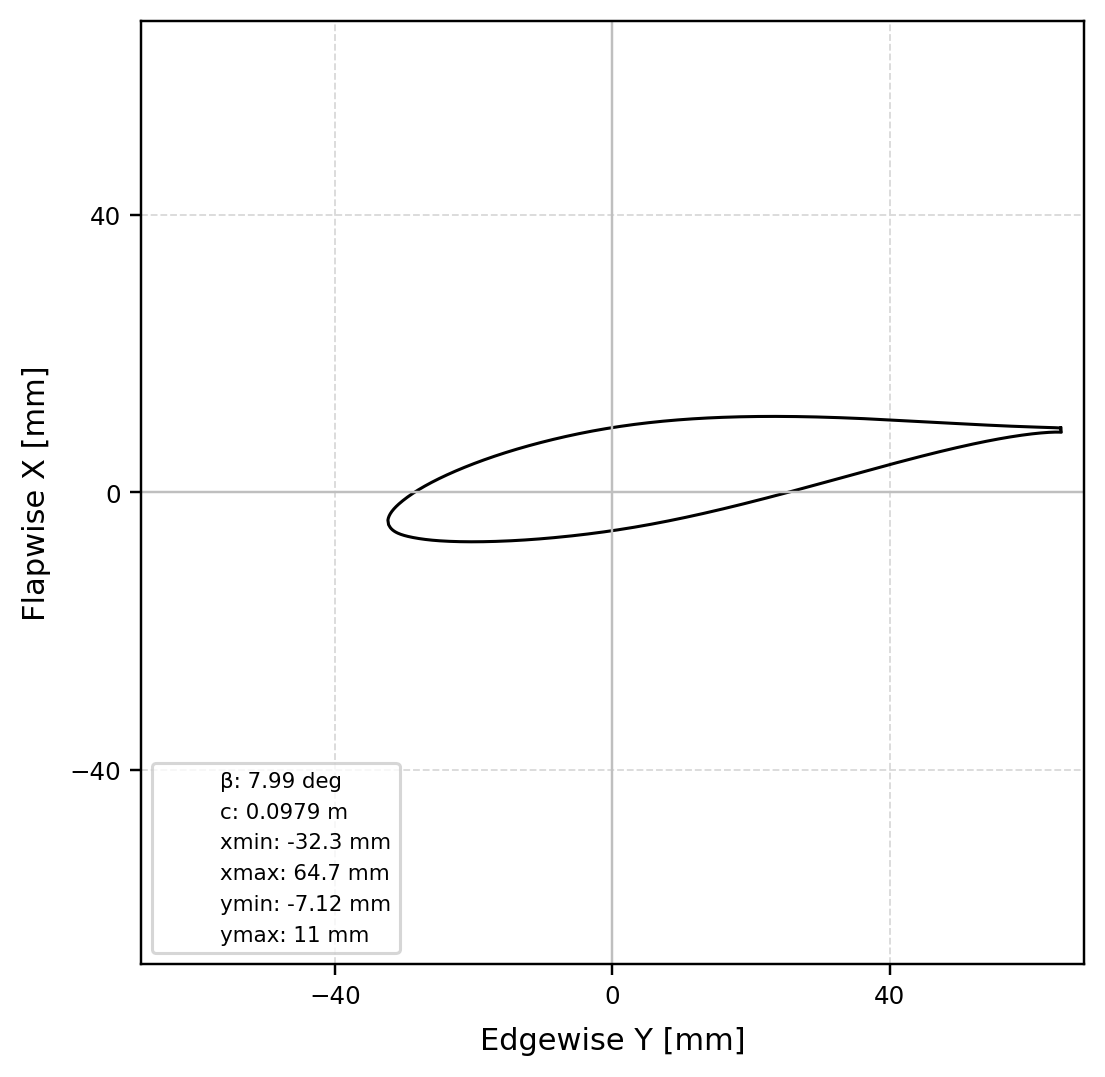 Flapwise X [mm]
40
0
−40
β: 7.99 deg
c: 0.0979 m
xmin: -32.3 mm
xmax: 64.7 mm
ymin: -7.12 mm
ymax: 11 mm
−40
0
40
Edgewise Y [mm]